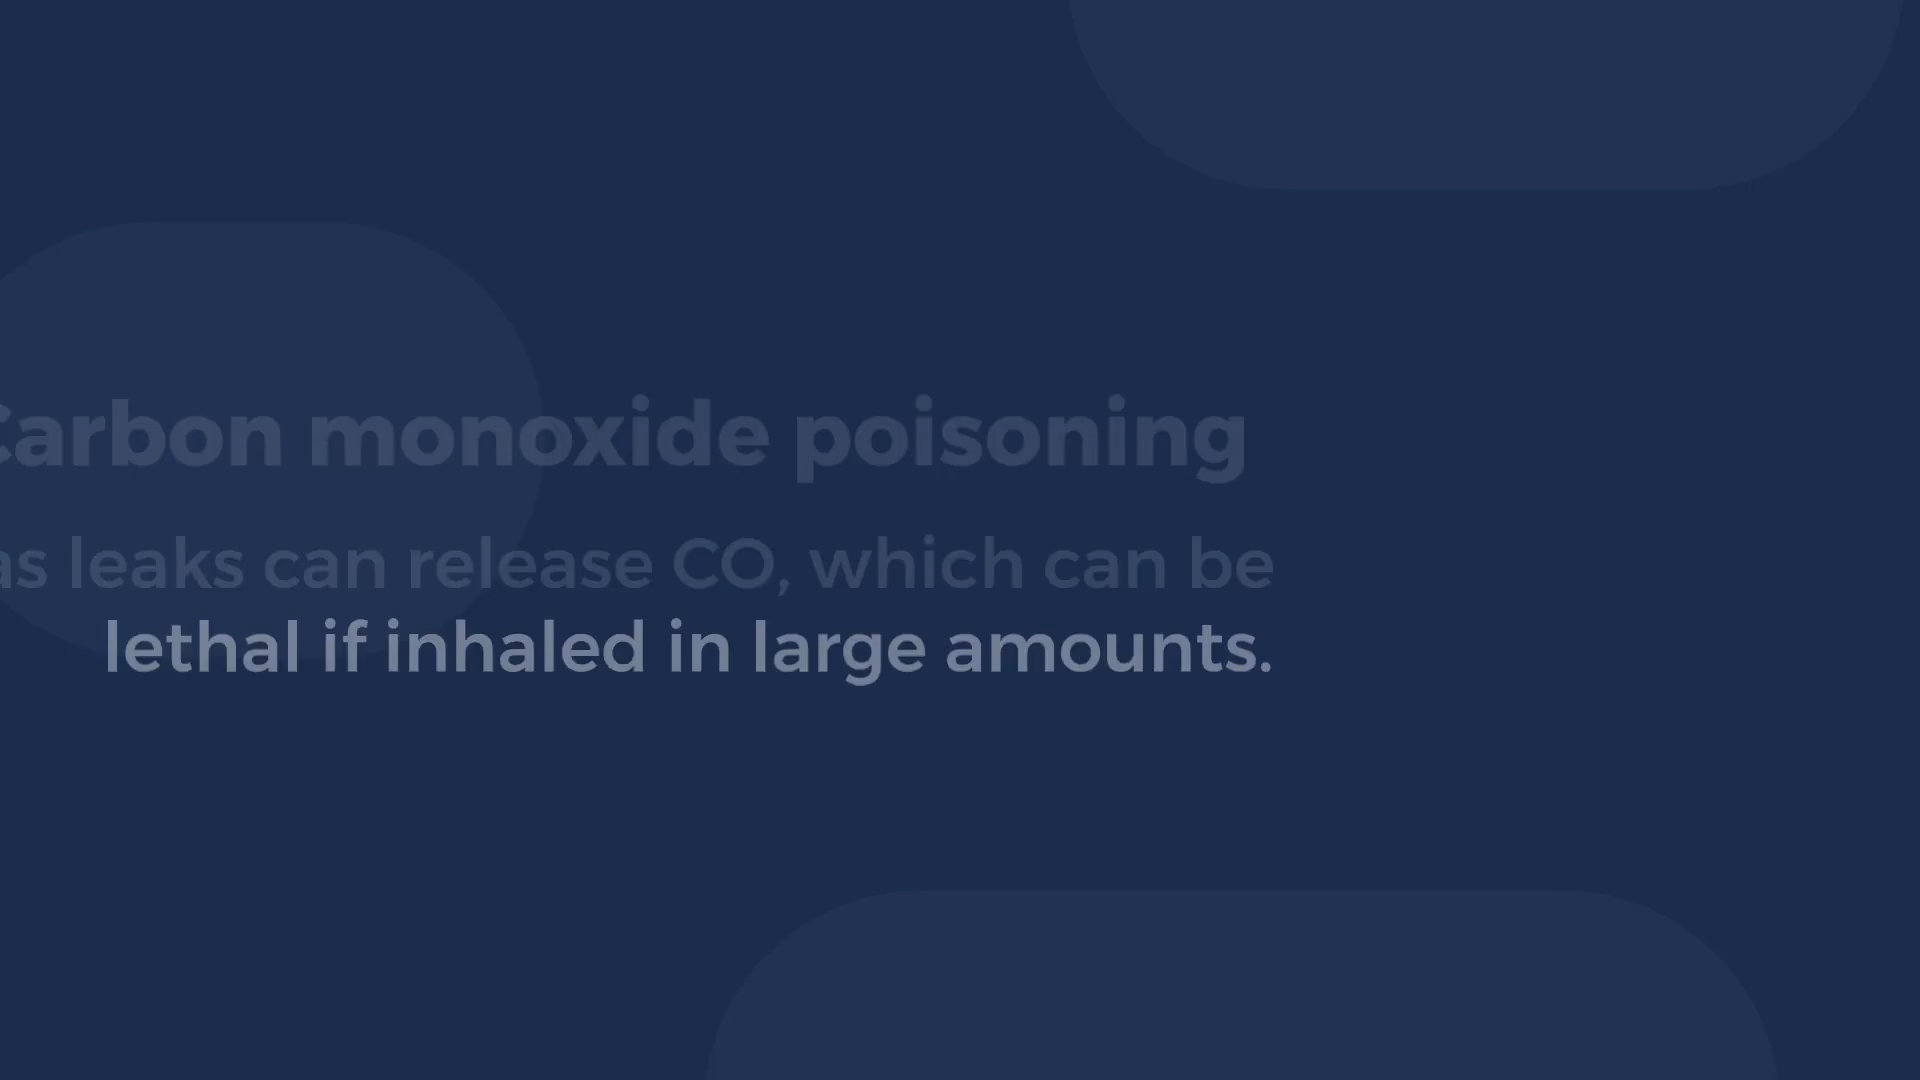 Carbon monoxide poisoning
as leaks can release CO, which can be
lethal if inhaled in large amounts.